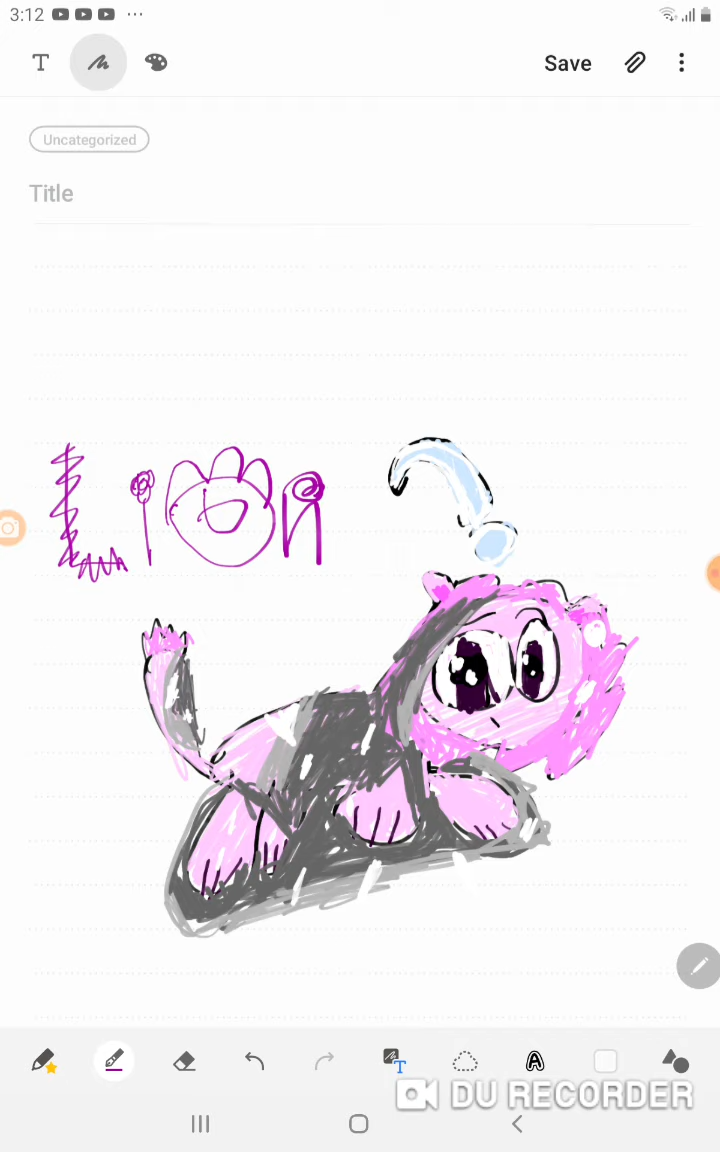 3:12
T Save
Uncategorized
Title
Lion ?
T A
DU RECORDER